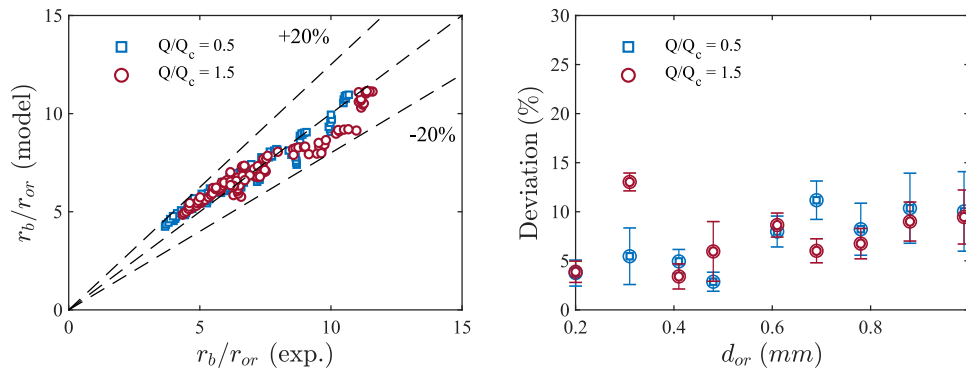 15
10
5
0
0
5
10
15
r_b/r_or (model)
r_b/r_or (exp.)
Q/Q_c = 0.5
Q/Q_c = 1.5
+20%
-20%
30
25
20
15
10
5
0
0.2
0.4
0.6
0.8
Deviation (%)
d_or (mm)
Q/Q_c = 0.5
Q/Q_c = 1.5